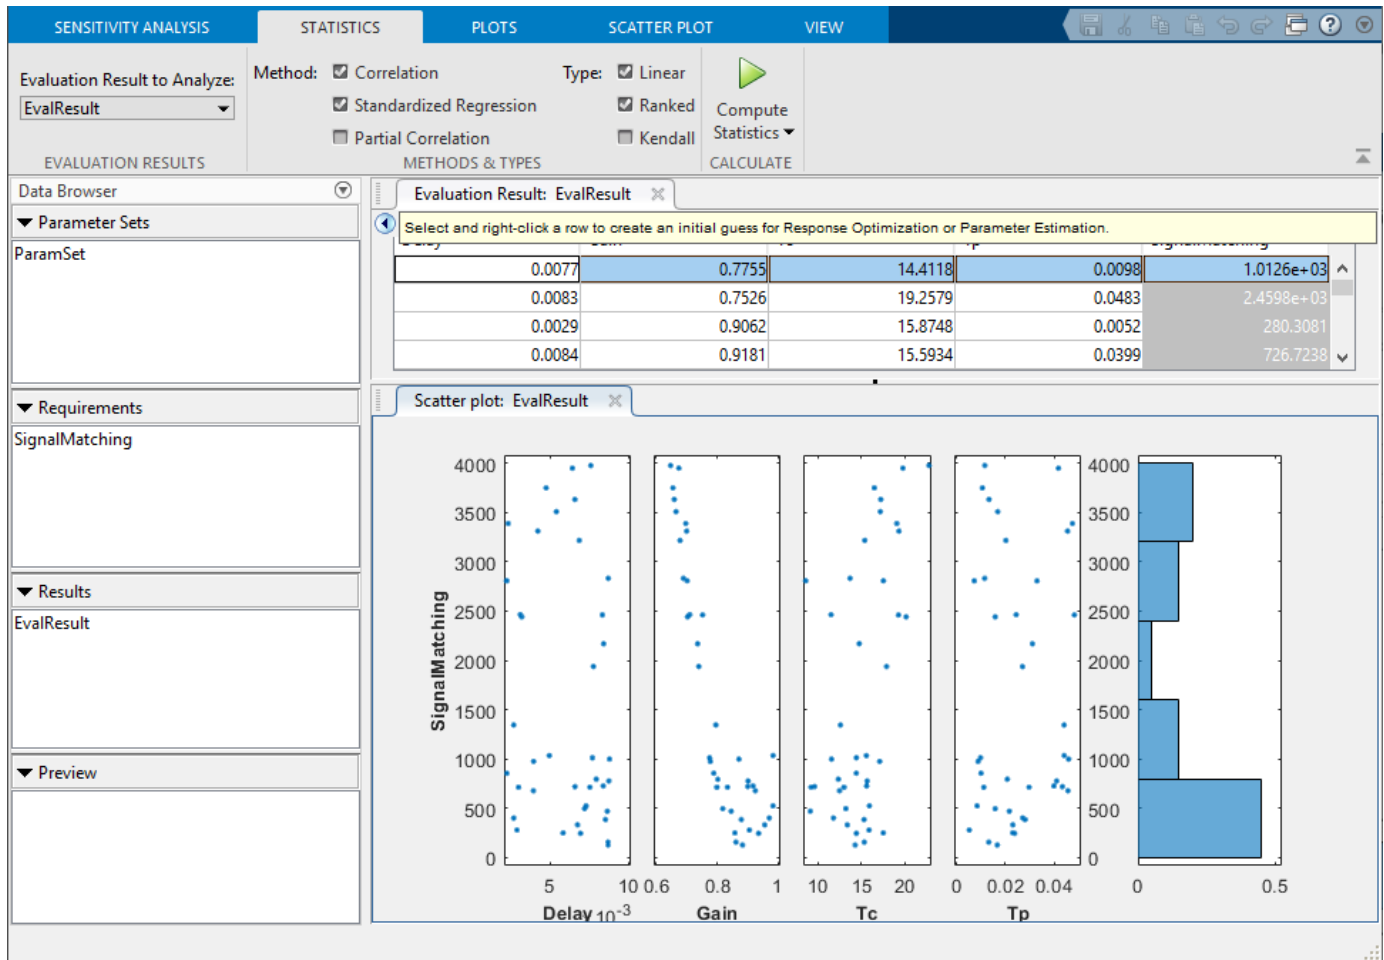 SENSITIVITY ANALYSIS STATISTICS PLOTS SCATTER PLOT VIEW
Evaluation Result to Analyze:
EvalResult
EVALUATION RESULTS
Method: Correlation
Standardized Regression
Partial Correlation
Type: Linear
Ranked
Kendall
METHODS & TYPES
Compute
Statistics
CALCULATE
Data Browser
Parameter Sets
ParamSet
Requirements
SignalMatching
Results
EvalResult
Preview
Evaluation Result: EvalResult
Select and right-click a row to create an initial guess for Response Optimization or Parameter Estimation.
0.0077 0.7755 14.4118 0.0098 1.0126e+03
0.0083 0.7526 19.2579 0.0483 2.4598e+03
0.0029 0.9062 15.8748 0.0052 280.3081
0.0084 0.9181 15.5934 0.0399 726.7238
Scatter plot: EvalResult
SignalMatching
4000 4000
3500 3500
3000 3000
2500 2500
2000 2000
1500 1500
1000 1000
500 500
0 0
5 10 0.6 0.8 1 10 15 20 0 0.02 0.04 0 0.5
Delay 10-3 Gain Tc Tp